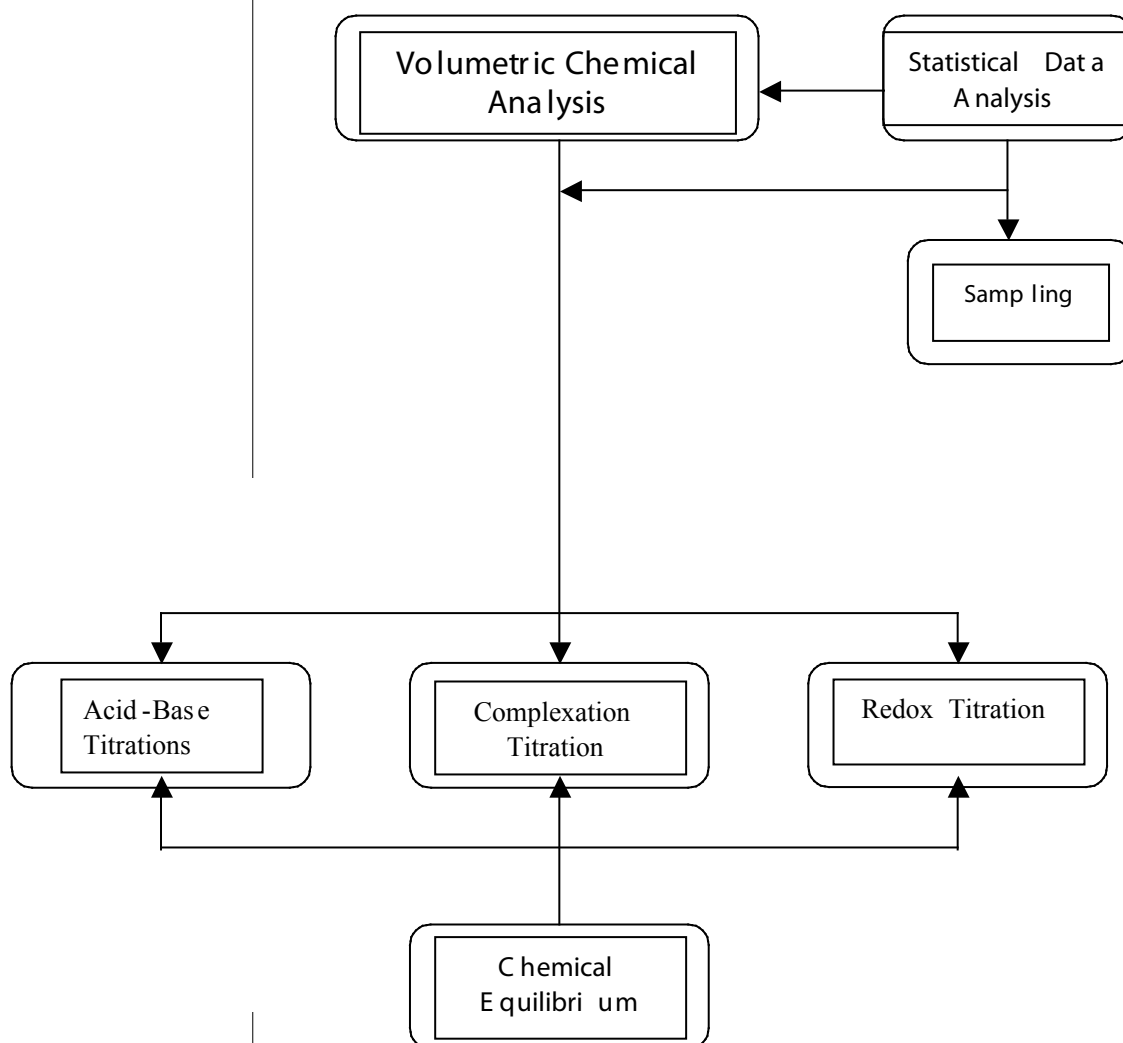 Volumetric Chemical
Analysis
Statistical Data
Analysis
Sampling
Acid-Base
Titrations
Complexation
Titration
Redox Titration
Chemical
Equilibrium